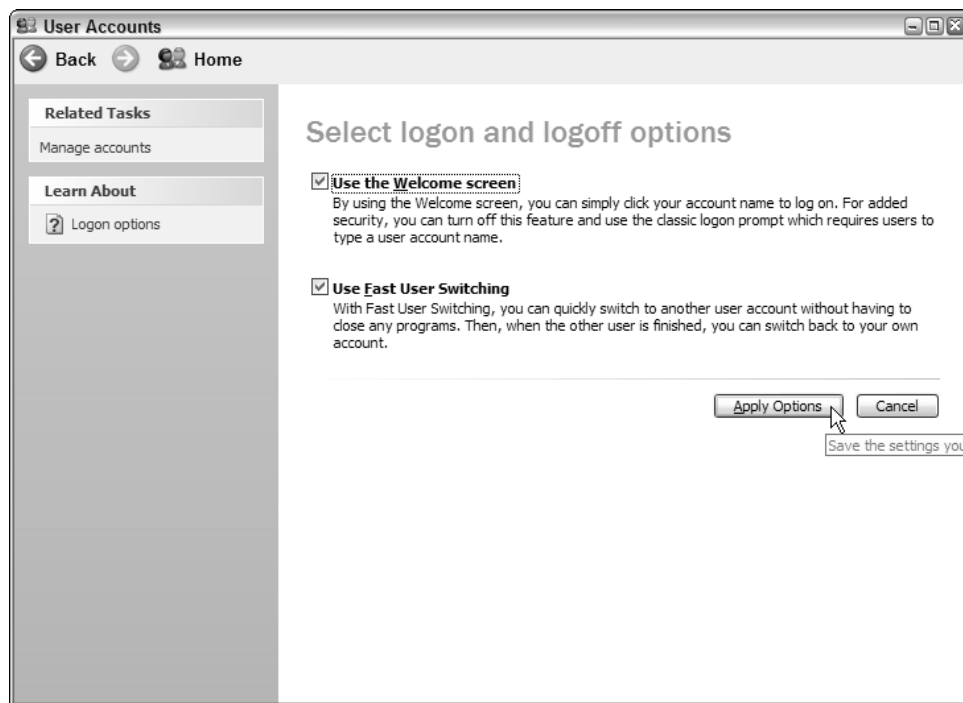 User Accounts
Back
Home
Related Tasks
Manage accounts
Learn About
Logon options
Select logon and logoff options
Use the Welcome screen
By using the Welcome screen, you can simply click your account name to log on. For added
security, you can turn off this feature and use the classic logon prompt which requires users to
type a user account name.
Use Fast User Switching
With Fast User Switching, you can quickly switch to another user account without having to
close any programs. Then, when the other user is finished, you can switch back to your own
account.
Apply Options
Cancel
Save the settings you